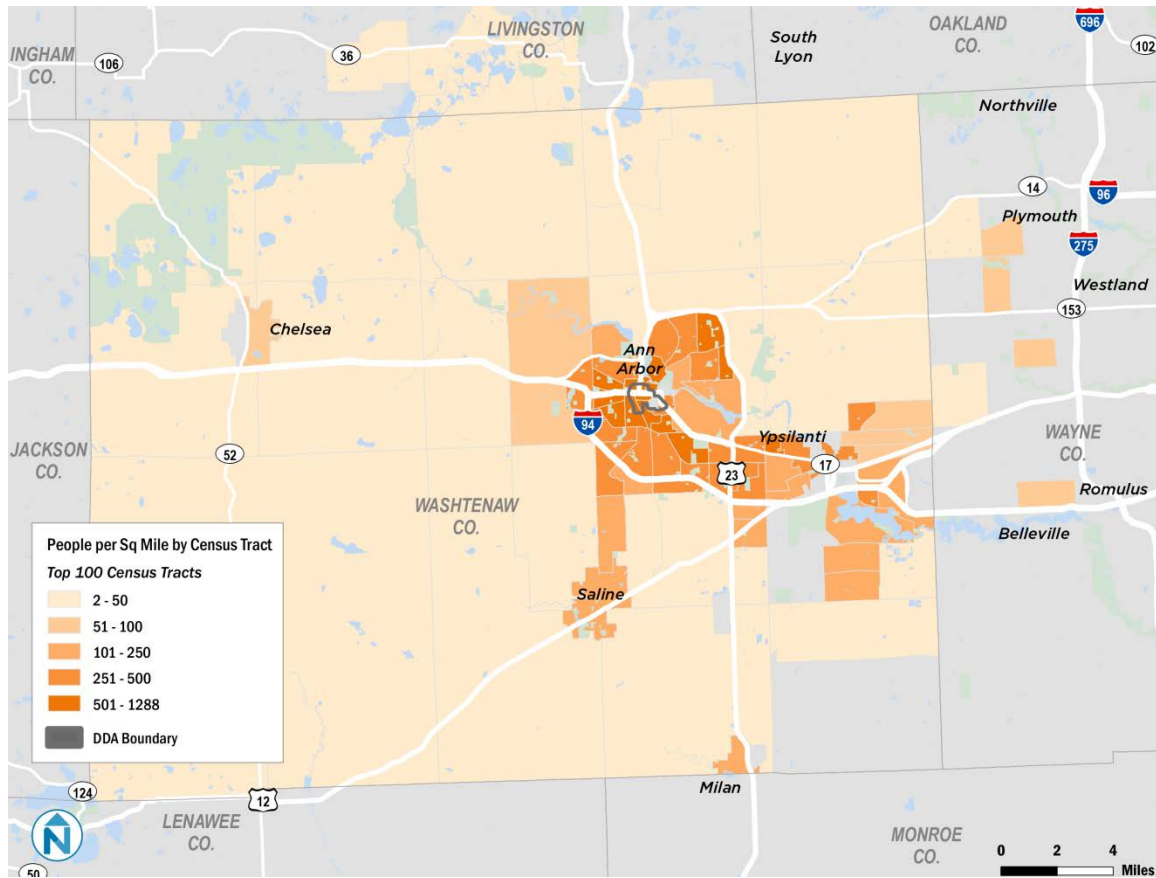 696
OAKLAND
CO.
LIVINGSTON
CO.
South
Lyon
102
INGHAM
CO.
36
106
Northville
14
96
Plymouth
275
Westland
153
Chelsea
Ann
Arbor
94
Ypsilanti
WAYNE
CO.
JACKSON
CO.
52
17
23
Romulus
WASHTENAW
CO.
Belleville
People per Sq Mile by Census Tract
Top 100 Census Tracts
2 - 50
51 - 100
101 - 250
251 - 500
501 - 1288
DDA Boundary
Saline
Milan
124
12
N
LENAWEE
CO.
MONROE
CO.
50
0 2 4
Miles